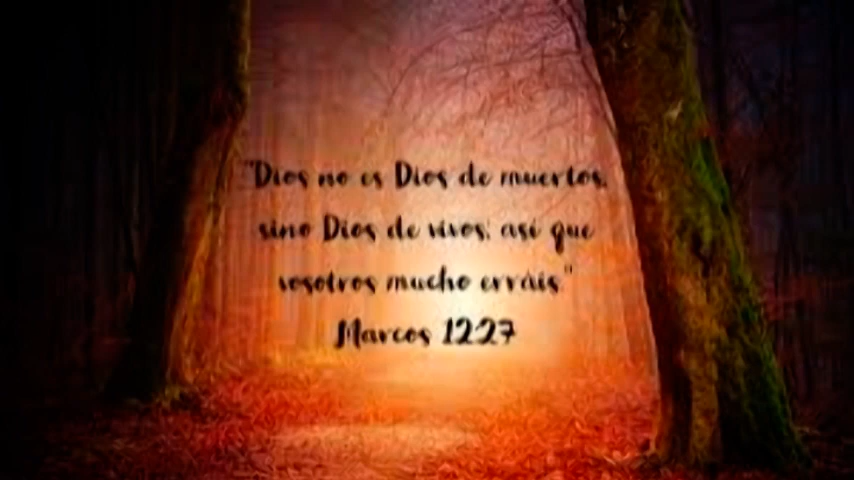 "Dios no es Dios de muertos,
sino Dios de vivos; así que
vosotros mucho erráis."
Marcos 12:27